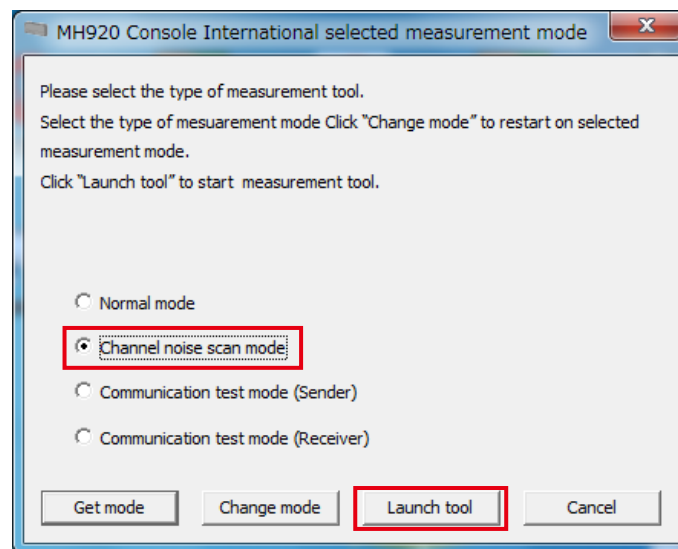 MH920 Console International selected measurement mode
X
Please select the type of measurement tool.
Select the type of mesuarement mode Click "Change mode" to restart on selected
measurement mode.
Click "Launch tool" to start measurement tool.
Normal mode
Channel noise scan mode
Communication test mode (Sender)
Communication test mode (Receiver)
Get mode Change mode Launch tool Cancel